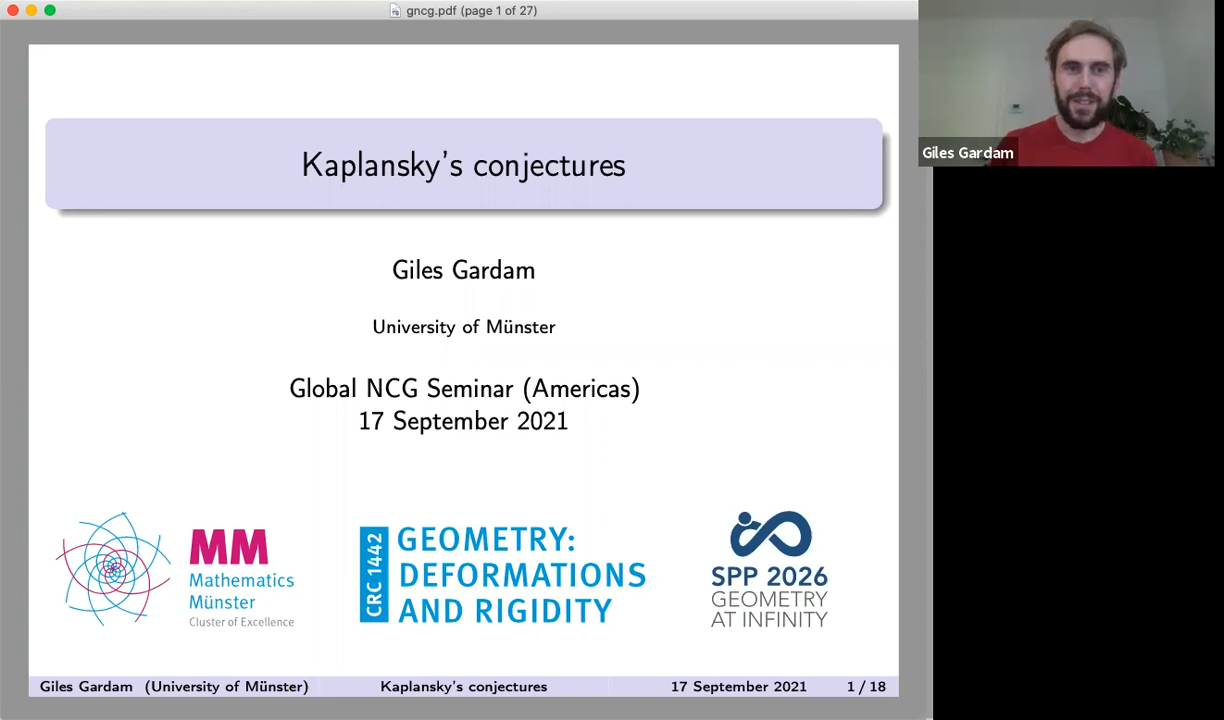 gncg.pdf (page 1 of 27)
Giles Gardam
Kaplansky's conjectures
Giles Gardam
University of Münster
Global NCG Seminar (Americas)
17 September 2021
MM
Mathematics
Münster
Cluster of Excellence
CRC 1442
GEOMETRY:
DEFORMATIONS
AND RIGIDITY
SPP 2026
GEOMETRY
AT INFINITY
Giles Gardam (University of Münster) Kaplansky's conjectures 17 September 2021 1 / 18